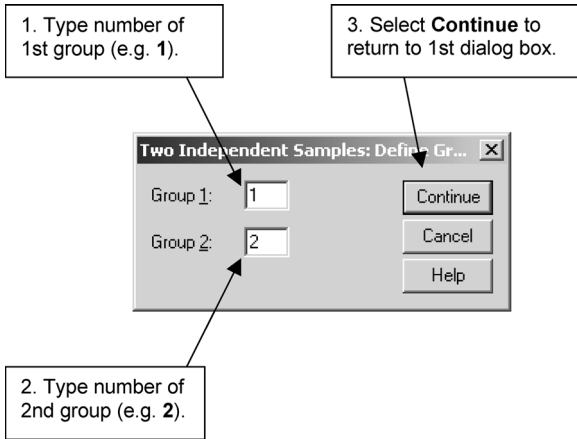 1. Type number of
1st group (e.g. 1).
3. Select Continue to
return to 1st dialog box.
Two Independent Samples: Define Gr...
Group 1:
1
Continue
Group 2:
2
Cancel
Help
2. Type number of
2nd group (e.g. 2).